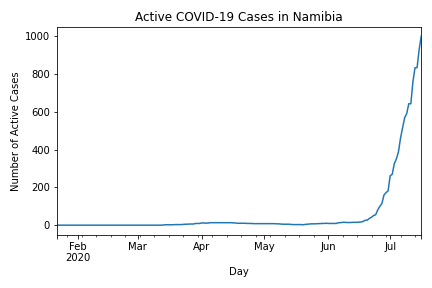 Active COVID-19 Cases in Namibia
Number of Active Cases
1000
800
600
400
200
0
Feb Mar Apr May Jun Jul
2020
Day